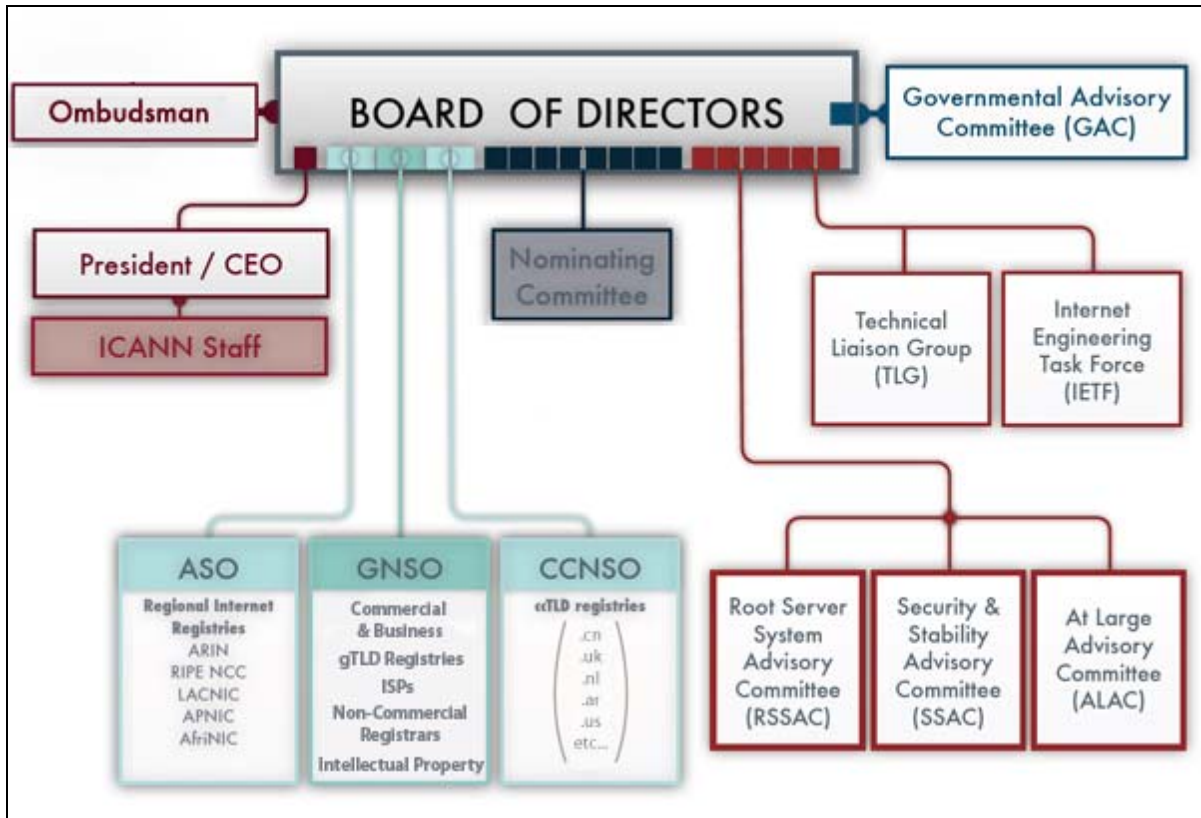 BOARD OF DIRECTORS
Ombudsman
Governmental Advisory
Committee (GAC)
President / CEO
ICANN Staff
Nominating
Committee
Technical
Liaison Group
(TLG)
Internet
Engineering
Task Force
(IETF)
ASO
Regional Internet
Registries
ARIN
RIPE NCC
LACNIC
APNIC
AfriNIC
GNSO
Commercial
& Business
gTLD Registries
ISPs
Non-Commercial
Registrars
Intellectual Property
CCNSO
ccTLD registries
.cn
.uk
.nl
.ar
.us
etc...
Root Server
System
Advisory
Committee
(RSSAC)
Security &
Stability
Advisory
Committee
(SSAC)
At Large
Advisory
Committee
(ALAC)